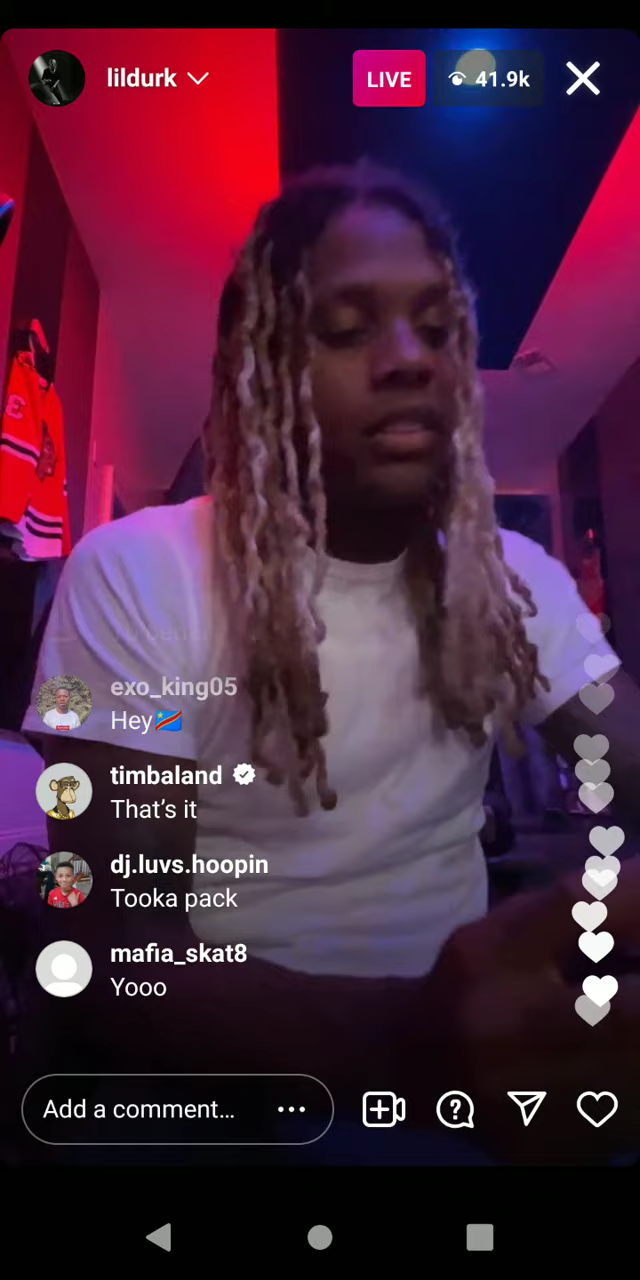 lildurk
LIVE
41.9k
exo_king05
Hey🇨🇩
timbaland
That’s it
dj.luvs.hoopin
Tooka pack
mafia_skat8
Yooo
Add a comment...